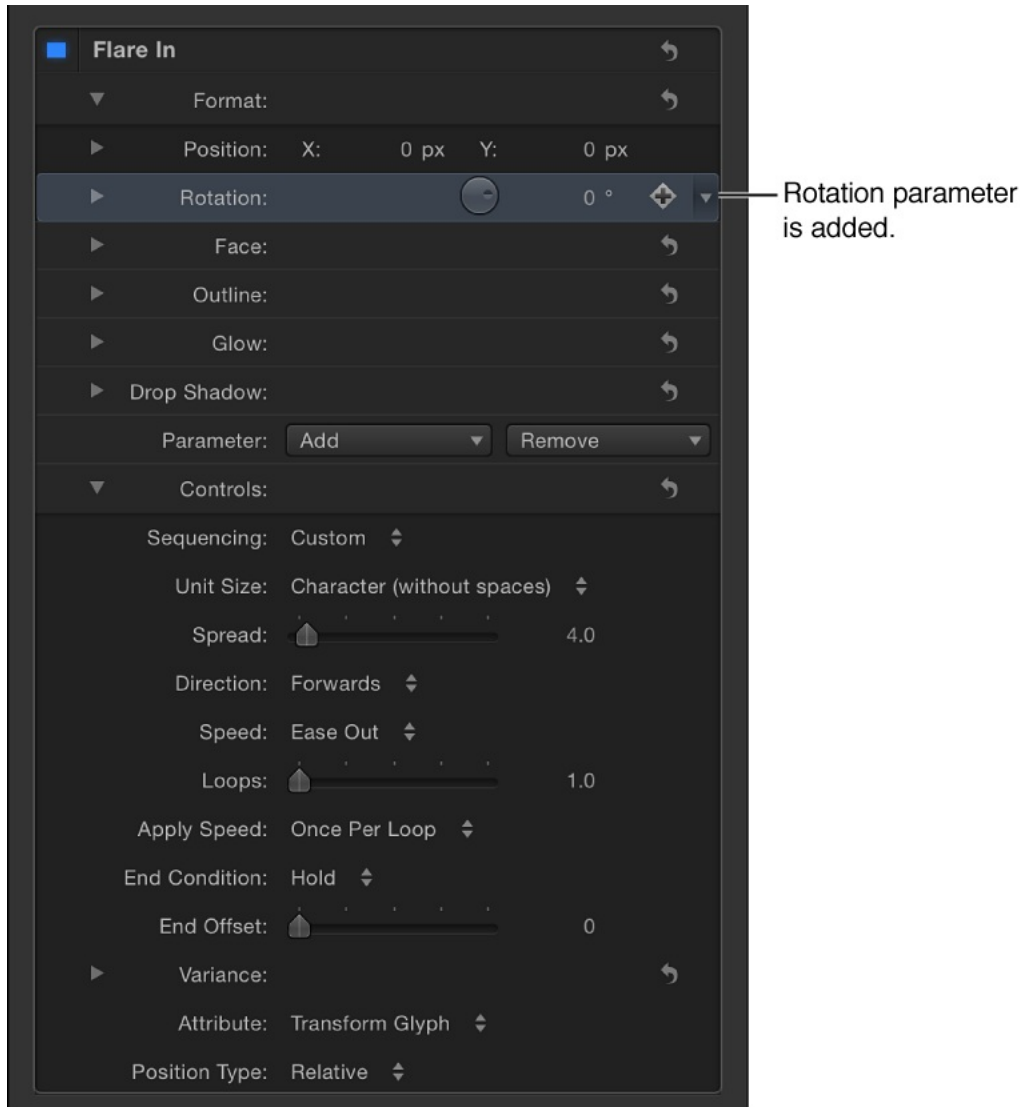 Flare In
Format:
Position: X: 0 px Y: 0 px
Rotation: 0 °
Rotation parameter
is added.
Face:
Outline:
Glow:
Drop Shadow:
Parameter: Add Remove
Controls:
Sequencing: Custom
Unit Size: Character (without spaces)
Spread: 4.0
Direction: Forwards
Speed: Ease Out
Loops: 1.0
Apply Speed: Once Per Loop
End Condition: Hold
End Offset: 0
Variance:
Attribute: Transform Glyph
Position Type: Relative